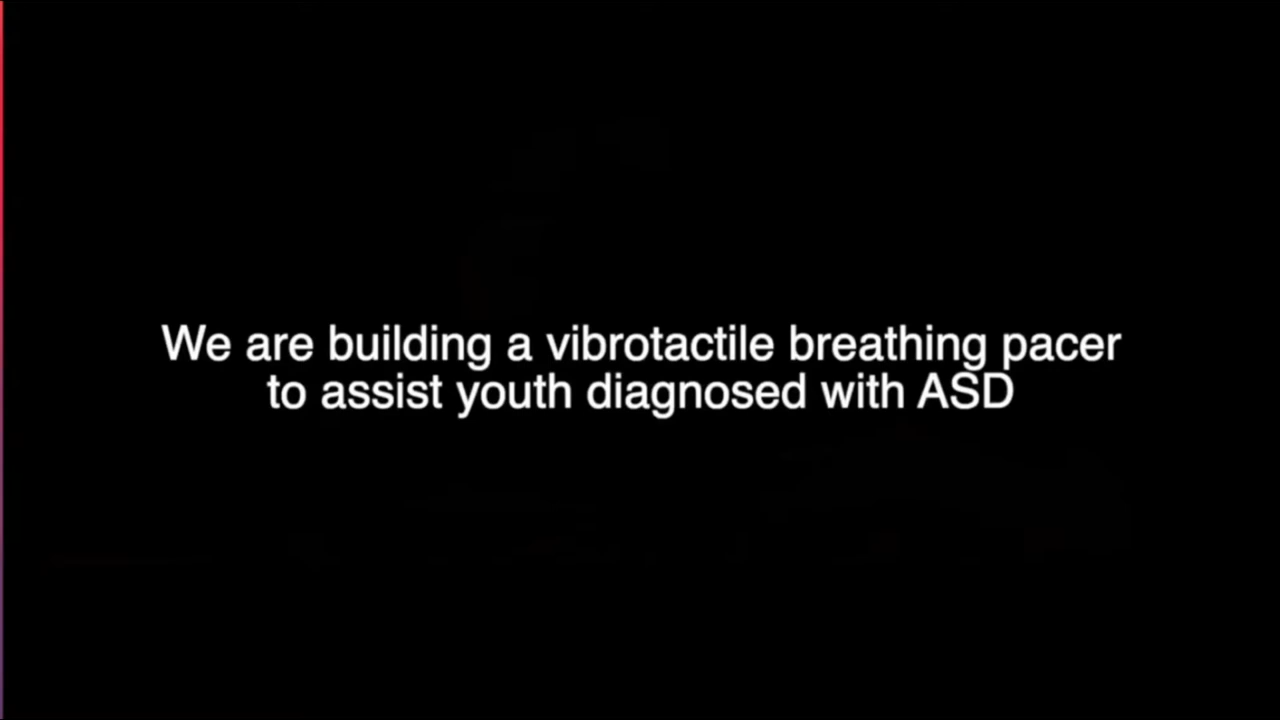 We are building a vibrotactile breathing pacer
to assist youth diagnosed with ASD